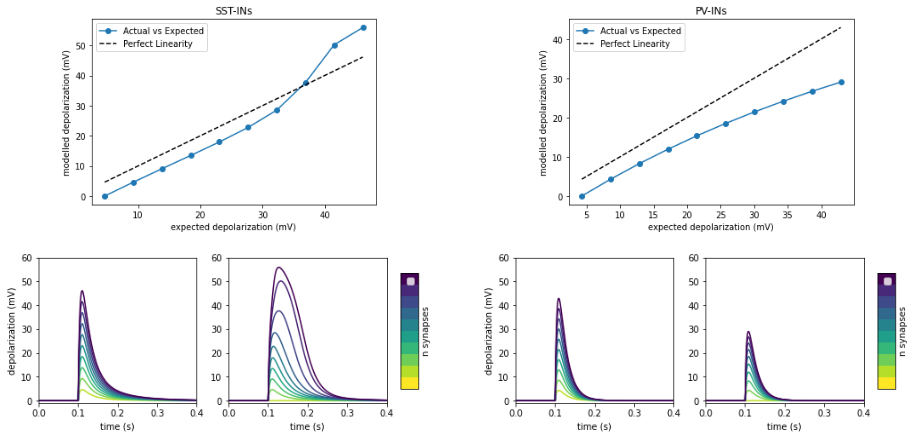 SST-INs
Actual vs Expected
Perfect Linearity
modelled depolarization (mV)
50
40
30
20
10
0
10 20 30 40
expected depolarization (mV)
PV-INs
Actual vs Expected
Perfect Linearity
modelled depolarization (mV)
40
30
20
10
0
5 10 15 20 25 30 35 40
expected depolarization (mV)
depolarization (mV)
60
50
40
30
20
10
0
0.0 0.1 0.2 0.3 0.4
time (s)
60
50
40
30
20
10
0
0.0 0.1 0.2 0.3 0.4
time (s)
n synapses
depolarization (mV)
60
50
40
30
20
10
0
0.0 0.1 0.2 0.3 0.4
time (s)
60
50
40
30
20
10
0
0.0 0.1 0.2 0.3 0.4
time (s)
n synapses